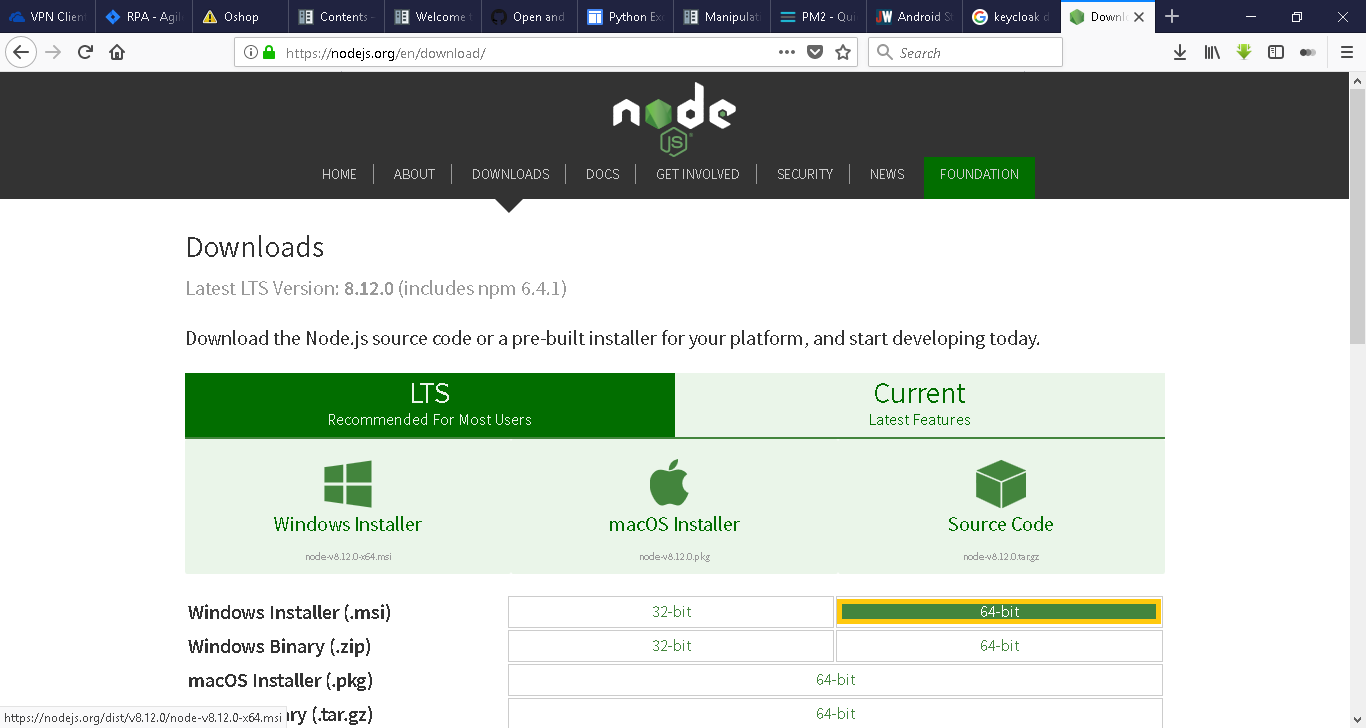 VPN Clien
RPA - Agil
Oshop
Contents -
Welcome t
Open and
Python Ex
Manipulat
PM2 - Qui
Android S
keycloak d
Downl
https://nodejs.org/en/download/
Search
node
JS
HOME
ABOUT
DOWNLOADS
DOCS
GET INVOLVED
SECURITY
NEWS
FOUNDATION
Downloads
Latest LTS Version: 8.12.0 (includes npm 6.4.1)
Download the Node.js source code or a pre-built installer for your platform, and start developing today.
LTS
Recommended For Most Users
Current
Latest Features
Windows Installer
node-v8.12.0-x64.msi
macOS Installer
node-v8.12.0.pkg
Source Code
node-v8.12.0.tar.gz
Windows Installer (.msi) 32-bit 64-bit
Windows Binary (.zip) 32-bit 64-bit
macOS Installer (.pkg) 64-bit
ary (.tar.gz) 64-bit
https://nodejs.org/dist/v8.12.0/node-v8.12.0-x64.msi